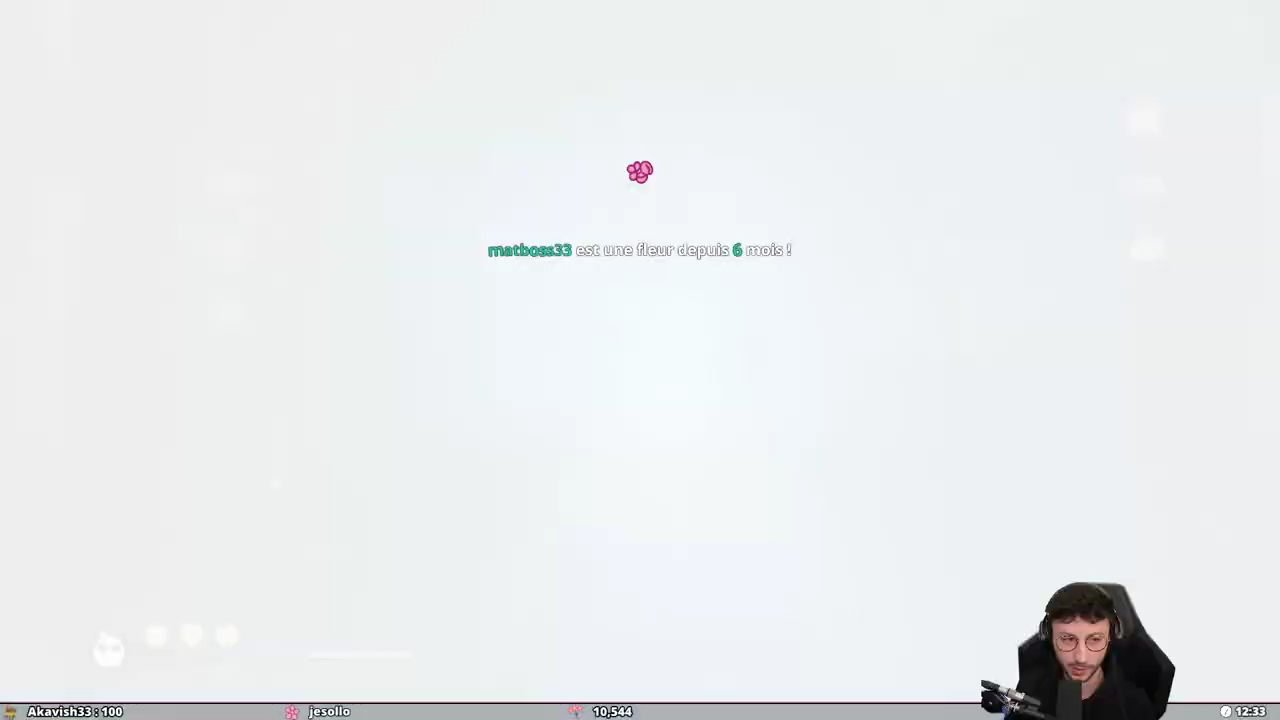 matboss33 est une fleur depuis 6 mois !
Akavish33 : 100
jesollo
10,544
12:33